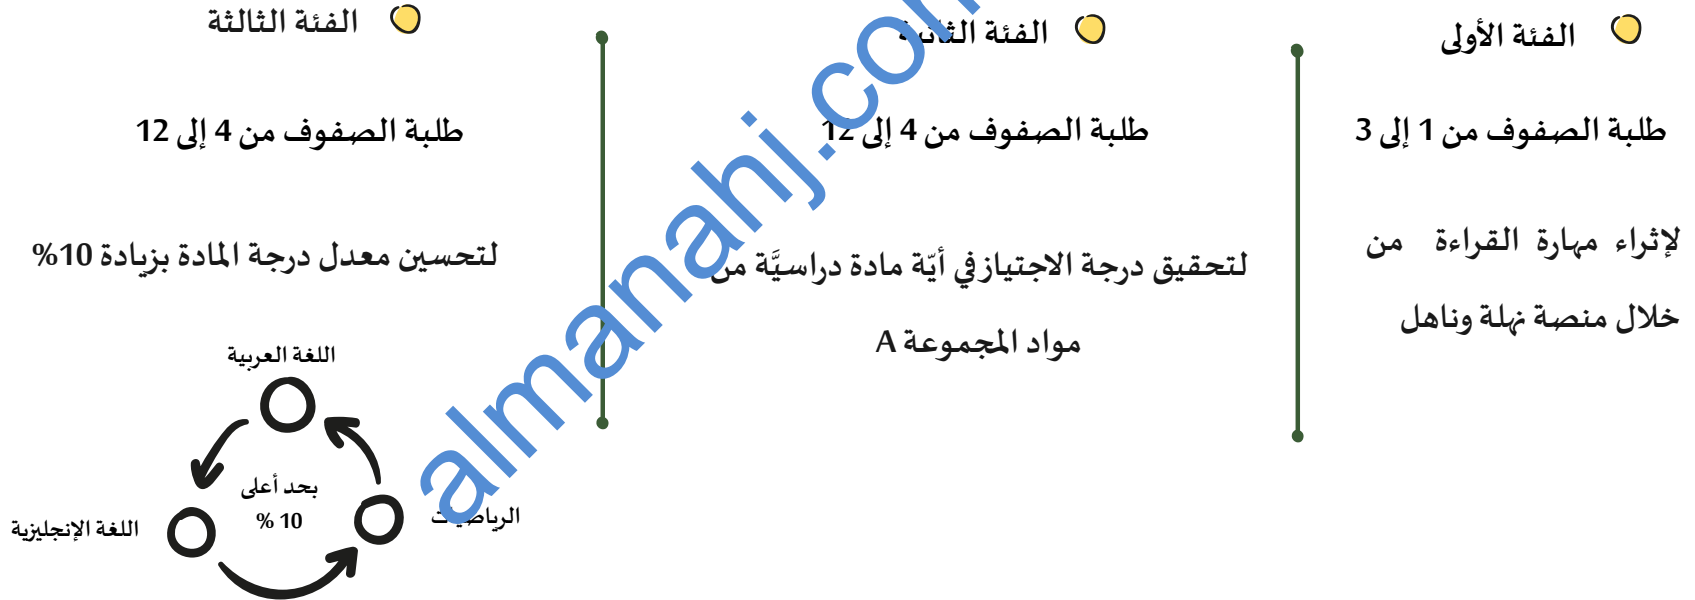 الفئة الأولى
طلبة الصفوف من 1 إلى 3
لإثراء مهارة القراءة من
خلال منصة نهلة وناهل
الفئة الثانية
طلبة الصفوف من 4 إلى 12
لتحقيق درجة الاجتياز في أيّة مادة دراسيَّة من
مواد المجموعة A
الفئة الثالثة
طلبة الصفوف من 4 إلى 12
لتحسين معدل درجة المادة بزيادة 10%
اللغة العربية
بحد أعلى
10 %
الرياضيات
اللغة الإنجليزية
almanahj.com